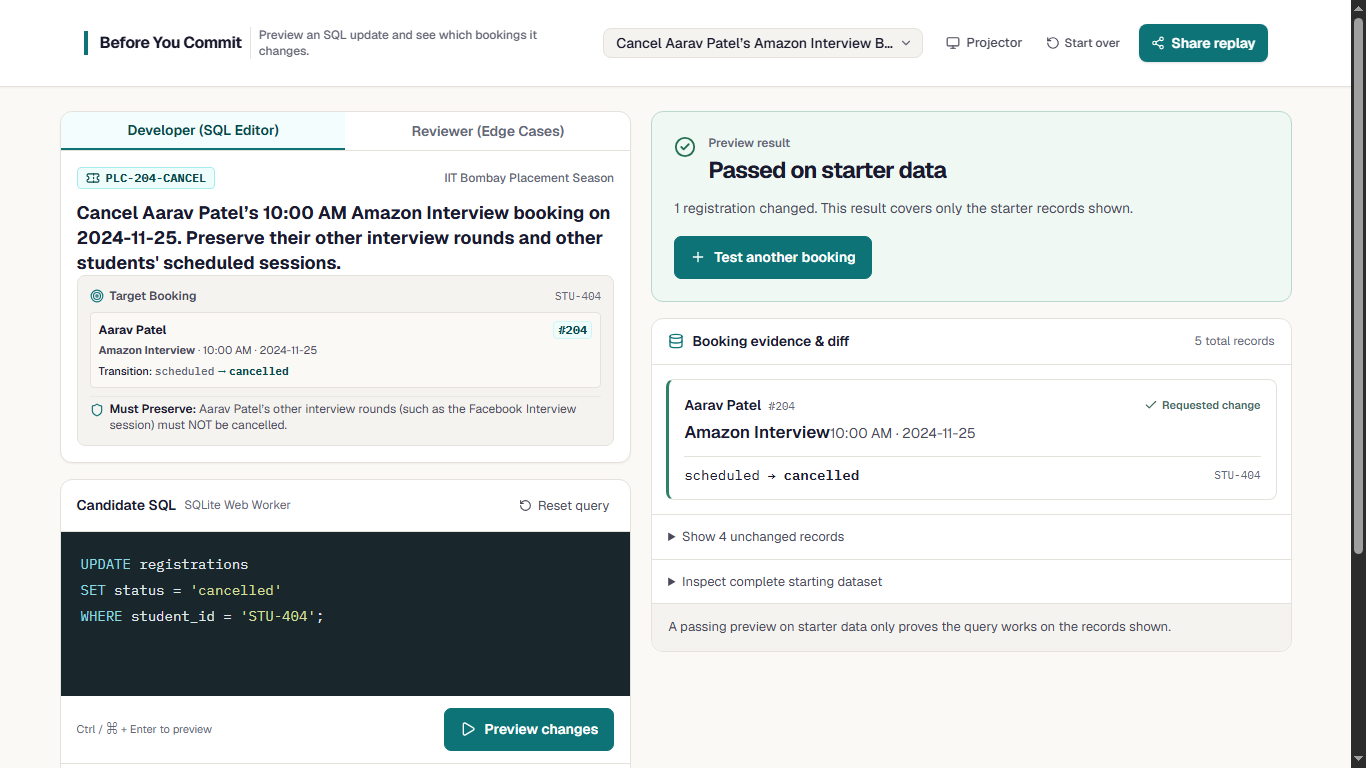 Before You Commit
Preview an SQL update and see which bookings it
changes.
Cancel Aarav Patel's Amazon Interview B...
Projector
Start over
Share replay
Developer (SQL Editor)
Reviewer (Edge Cases)
PLC-204-CANCEL
IIT Bombay Placement Season
Cancel Aarav Patel's 10:00 AM Amazon Interview booking on
2024-11-25. Preserve their other interview rounds and other
students' scheduled sessions.
Target Booking
STU-404
Aarav Patel
#204
Amazon Interview · 10:00 AM · 2024-11-25
Transition: scheduled → cancelled
Must Preserve: Aarav Patel's other interview rounds (such as the Facebook Interview
session) must NOT be cancelled.
Candidate SQL SQLite Web Worker
Reset query
UPDATE registrations
SET status = 'cancelled'
WHERE student_id = 'STU-404';
Ctrl / ⌘ + Enter to preview
Preview changes
Preview result
Passed on starter data
1 registration changed. This result covers only the starter records shown.
Test another booking
Booking evidence & diff
5 total records
Aarav Patel #204
Requested change
Amazon Interview10:00 AM · 2024-11-25
scheduled → cancelled
STU-404
Show 4 unchanged records
Inspect complete starting dataset
A passing preview on starter data only proves the query works on the records shown.